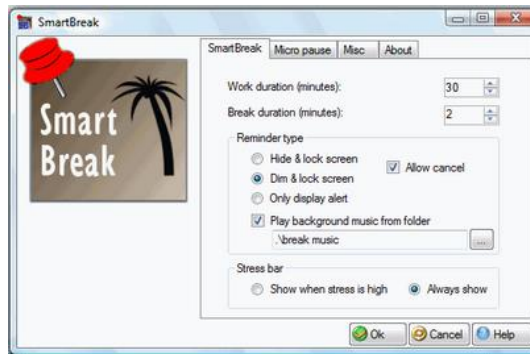 SmartBreak
SmartBreak Micro pause Misc About
Smart
Break
Work duration (minutes): 30
Break duration (minutes): 2
Reminder type
Hide & lock screen
Allow cancel
Dim & lock screen
Only display alert
Play background music from folder
.\break music ...
Stress bar
Show when stress is high Always show
Ok Cancel Help